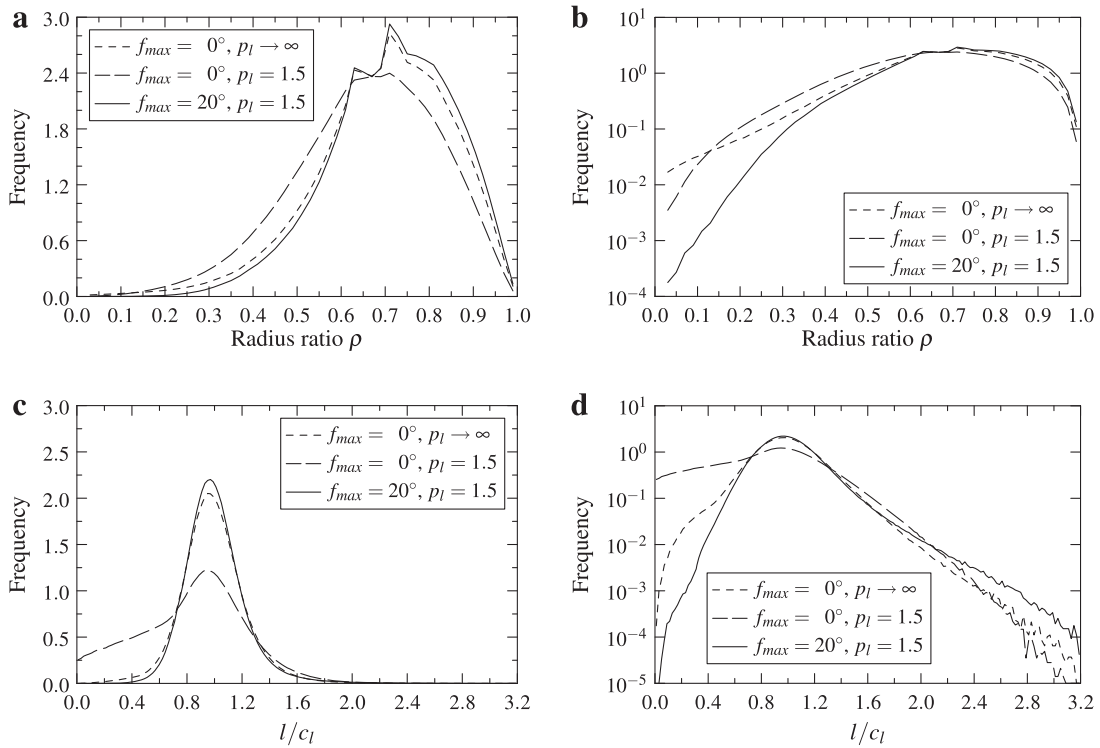 a
3.0
2.4
1.8
1.2
0.6
0.0
Frequency
f_max = 0°, p_l → ∞
f_max = 0°, p_l = 1.5
f_max = 20°, p_l = 1.5
0.0 0.1 0.2 0.3 0.4 0.5 0.6 0.7 0.8 0.9 1.0
Radius ratio ρ
b
10^1
10^0
10^−1
10^−2
10^−3
10^−4
Frequency
f_max = 0°, p_l → ∞
f_max = 0°, p_l = 1.5
f_max = 20°, p_l = 1.5
0.0 0.1 0.2 0.3 0.4 0.5 0.6 0.7 0.8 0.9 1.0
Radius ratio ρ
c
3.0
2.5
2.0
1.5
1.0
0.5
0.0
Frequency
f_max = 0°, p_l → ∞
f_max = 0°, p_l = 1.5
f_max = 20°, p_l = 1.5
0.0 0.4 0.8 1.2 1.6 2.0 2.4 2.8 3.2
l/c_l
d
10^1
10^0
10^−1
10^−2
10^−3
10^−4
10^−5
Frequency
f_max = 0°, p_l → ∞
f_max = 0°, p_l = 1.5
f_max = 20°, p_l = 1.5
0.0 0.4 0.8 1.2 1.6 2.0 2.4 2.8 3.2
l/c_l